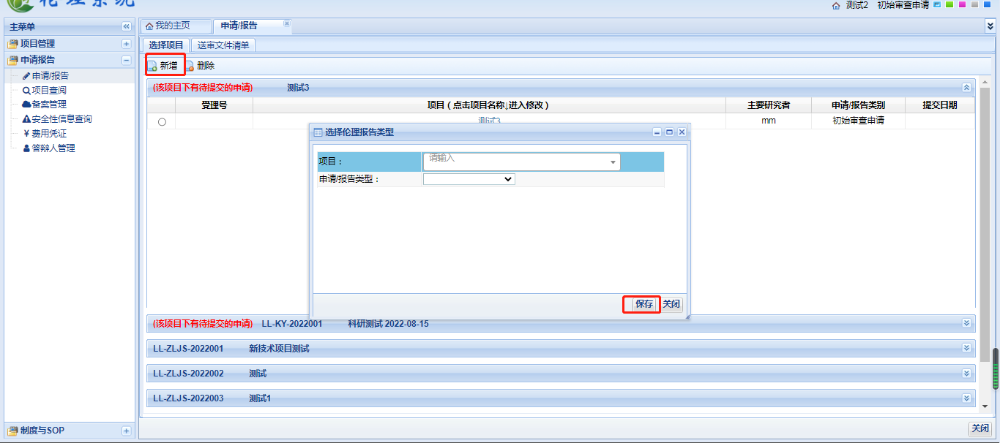 伦理系统
测试2 初始审查申请
主菜单
项目管理
申请报告
申请/报告
项目查阅
备案管理
安全性信息查询
¥ 费用凭证
答辩人管理
制度与SOP
我的主页 申请/报告
选择项目 送审文件清单
新增 删除
(该项目下有待提交的申请) 测试3
受理号 项目（点击项目名称↓进入修改） 主要研究者 申请/报告类别 提交日期
测试3 mm 初始审查申请
选择伦理报告类型
项目： 请输入
申请/报告类型：
保存 关闭
(该项目下有待提交的申请) LL-KY-2022001 科研测试 2022-08-15
LL-ZLJS-2022001 新技术项目测试
LL-ZLJS-2022002 测试
LL-ZLJS-2022003 测试1
关闭